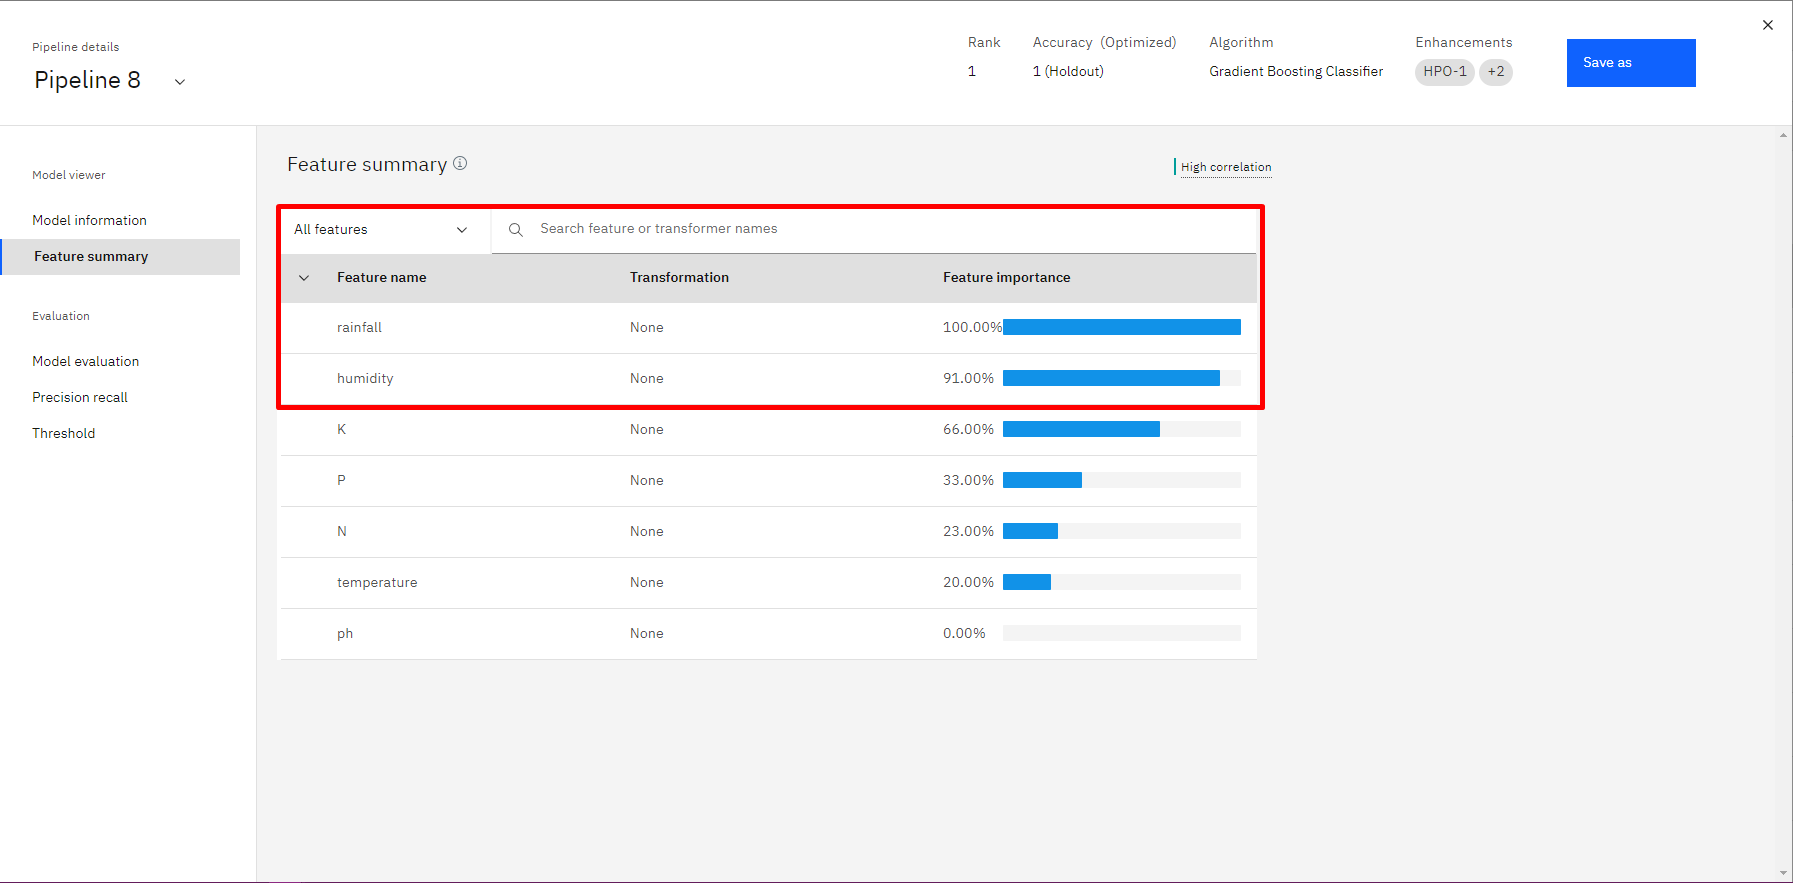 Pipeline details
Pipeline 8
Rank
1
Accuracy (Optimized)
1 (Holdout)
Algorithm
Gradient Boosting Classifier
Enhancements
HPO-1 +2
Save as
Model viewer
Model information
Feature summary
Evaluation
Model evaluation
Precision recall
Threshold
Feature summary
High correlation
All features
Search feature or transformer names
Feature name Transformation Feature importance
rainfall None 100.00%
humidity None 91.00%
K None 66.00%
P None 33.00%
N None 23.00%
temperature None 20.00%
ph None 0.00%